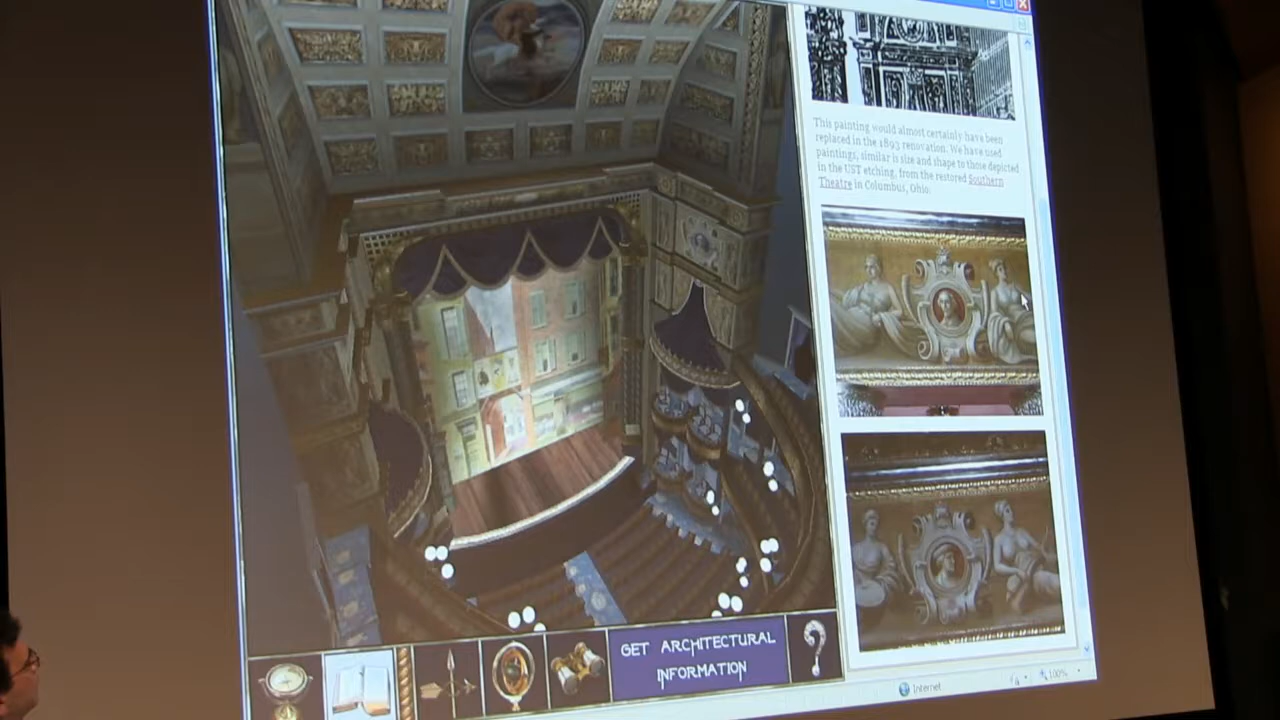 This painting would almost certainly have been
replaced in the 1893 renovation. We have used
paintings, similar is size and shape to those depicted
in the UST etching, from the restored Southern
Theatre in Columbus, Ohio.
GET ARCHITECTURAL
INFORMATION
?
Internet
100%